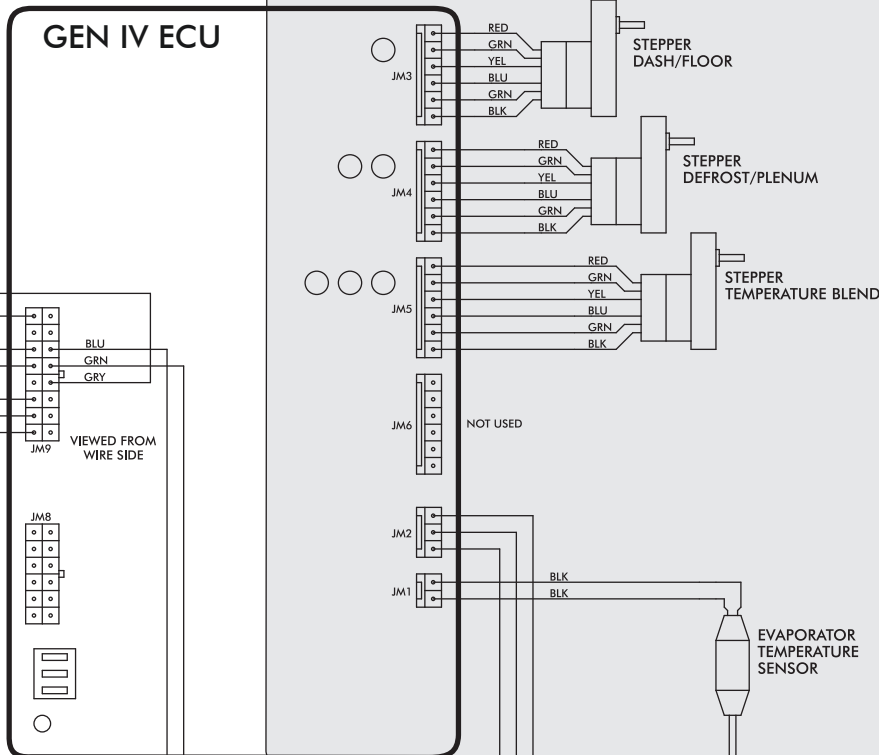 GEN IV ECU
JM3
RED
GRN
YEL
BLU
GRN
BLK
STEPPER
DASH/FLOOR
JM4
RED
GRN
YEL
BLU
GRN
BLK
STEPPER
DEFROST/PLENUM
JM5
RED
GRN
YEL
BLU
GRN
BLK
STEPPER
TEMPERATURE BLEND
BLU
GRN
GRY
JM9
VIEWED FROM
WIRE SIDE
JM6
NOT USED
JM8
JM2
JM1
BLK
BLK
EVAPORATOR
TEMPERATURE
SENSOR